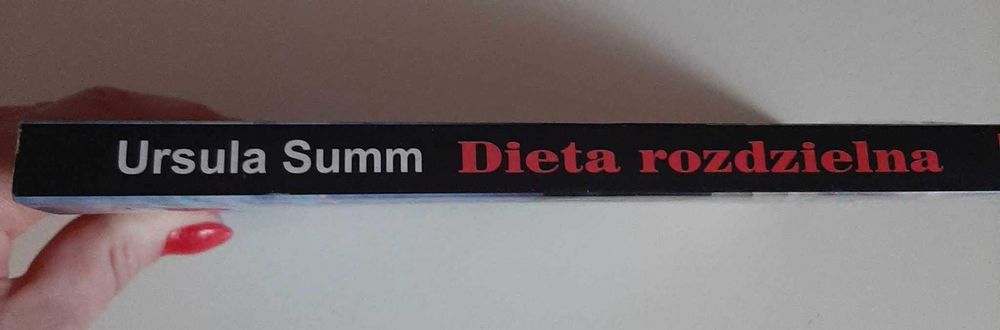 Ursula Summ Dieta rozdzielna